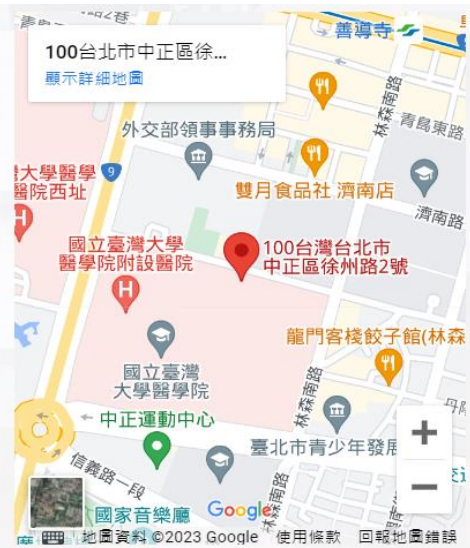 100台北市中正區徐...
顯示詳細地圖
善導寺
林森南路
青島東路
外交部領事事務局
大學醫學
醫院西址
9
雙月食品社 濟南店
濟南路
國立臺灣大學
醫學院附設醫院
100台灣台北市
中正區徐州路2號
龍門客棧餃子館(林森
國立臺灣
大學醫學院
林森南路
中正運動中心
臺北市青少年發展
信義路一段
國家音樂廳
Google
地圖資料 ©2023 Google
使用條款
回報地圖錯誤